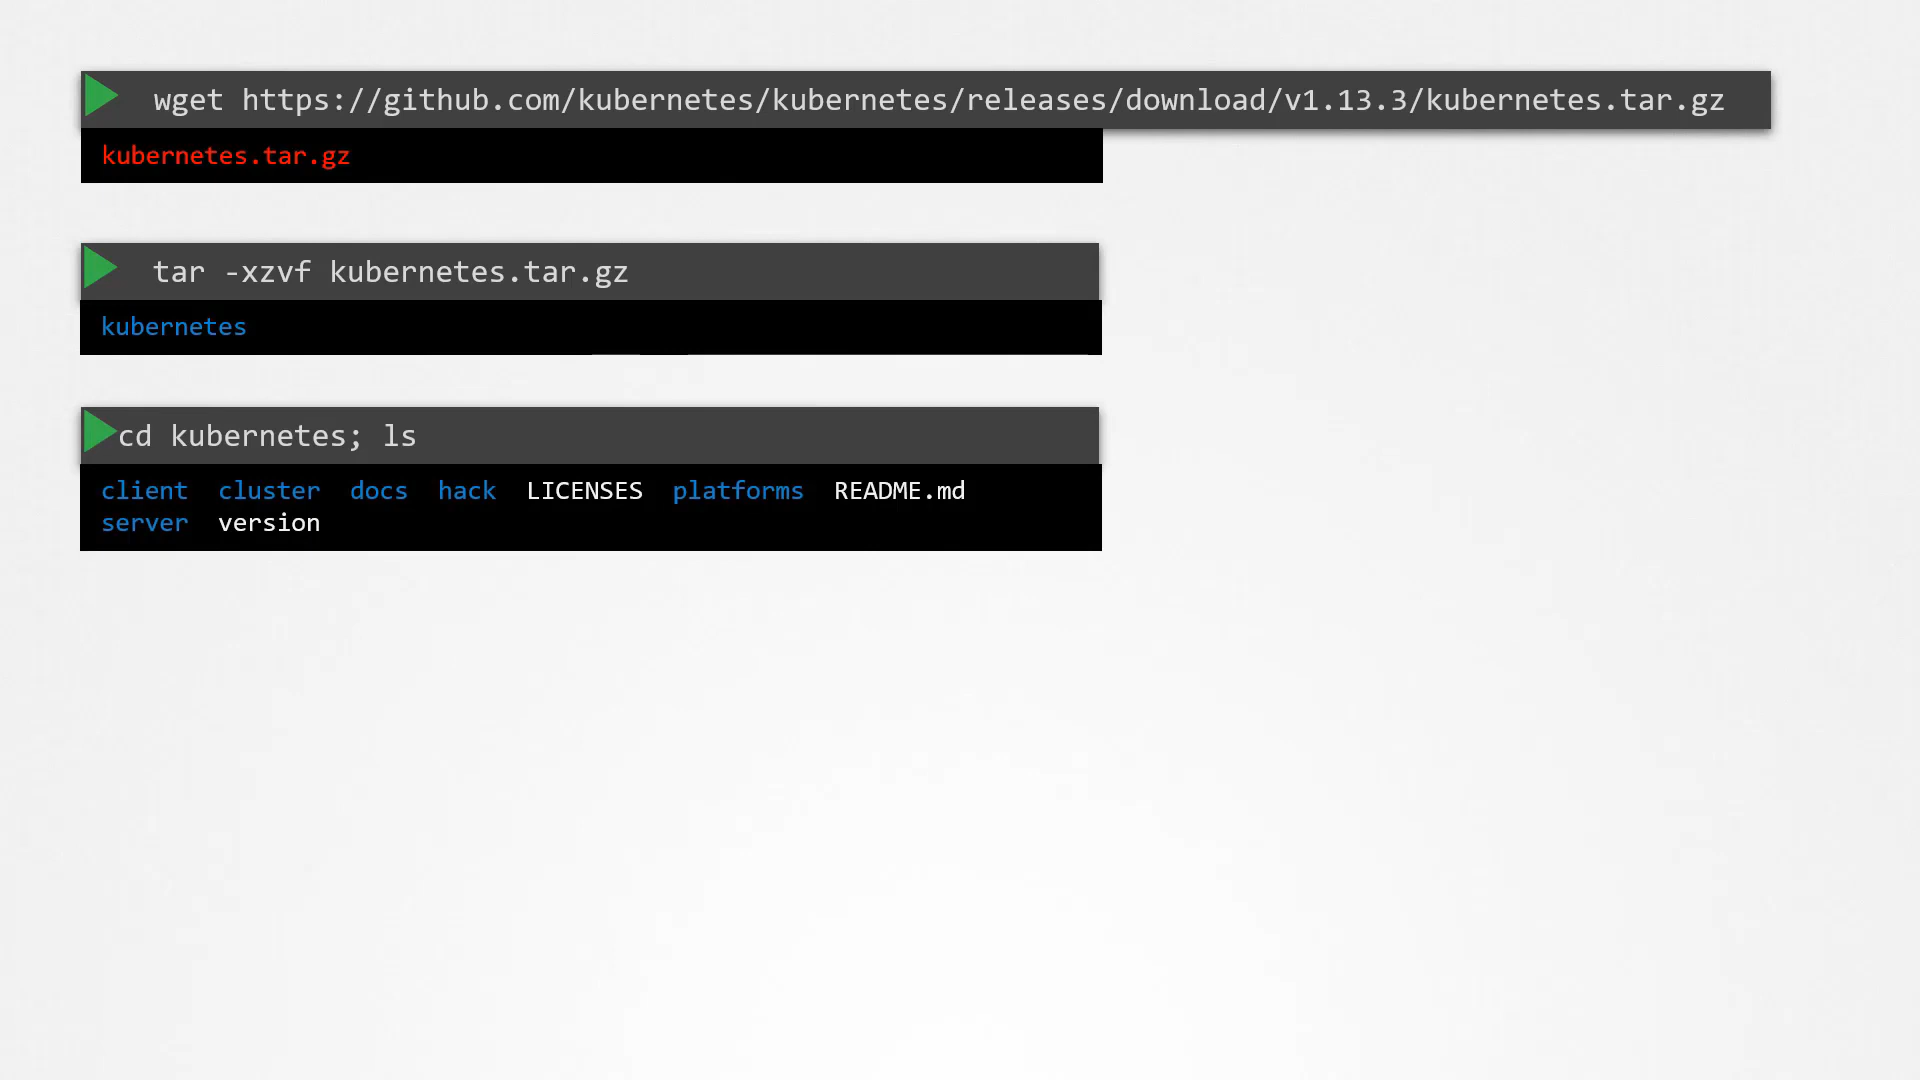 wget https://github.com/kubernetes/kubernetes/releases/download/v1.13.3/kubernetes.tar.gz
kubernetes.tar.gz
tar -xzvf kubernetes.tar.gz
kubernetes
cd kubernetes; ls
client cluster docs hack LICENSES platforms README.md
server version